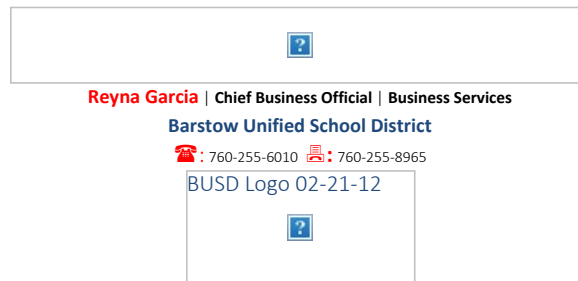 Reyna Garcia | Chief Business Official | Business Services
Barstow Unified School District
☎: 760-255-6010 🖷: 760-255-8965
BUSD Logo 02-21-12